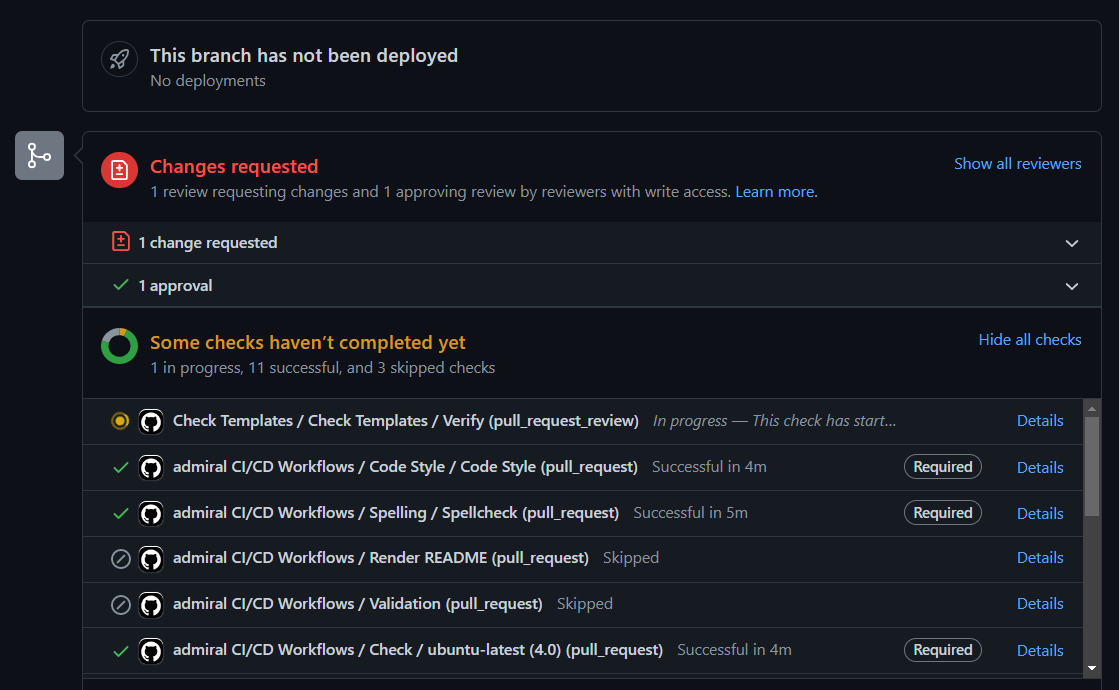 This branch has not been deployed
No deployments
Changes requested
Show all reviewers
1 review requesting changes and 1 approving review by reviewers with write access. Learn more.
1 change requested
1 approval
Some checks haven’t completed yet
Hide all checks
1 in progress, 11 successful, and 3 skipped checks
Check Templates / Check Templates / Verify (pull_request_review) In progress — This check has start... Details
admiral CI/CD Workflows / Code Style / Code Style (pull_request) Successful in 4m Required Details
admiral CI/CD Workflows / Spelling / Spellcheck (pull_request) Successful in 5m Required Details
admiral CI/CD Workflows / Render README (pull_request) Skipped Details
admiral CI/CD Workflows / Validation (pull_request) Skipped Details
admiral CI/CD Workflows / Check / ubuntu-latest (4.0) (pull_request) Successful in 4m Required Details